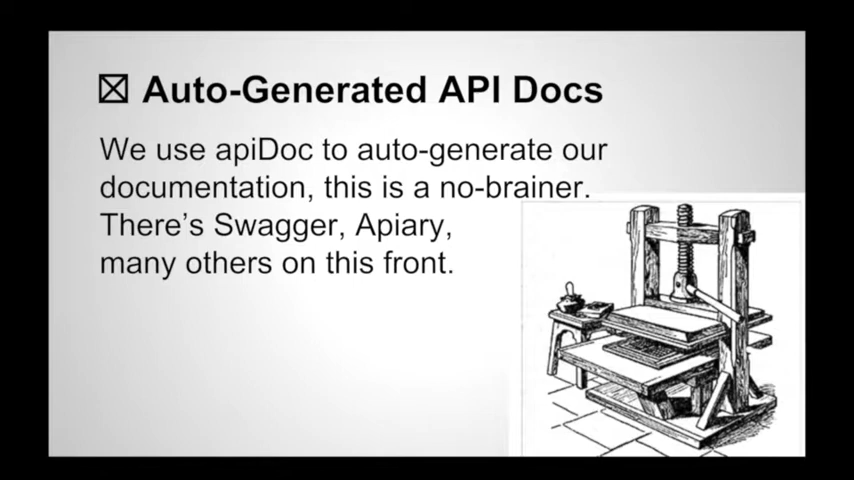 ☒ Auto-Generated API Docs
We use apiDoc to auto-generate our
documentation, this is a no-brainer.
There’s Swagger, Apiary,
many others on this front.